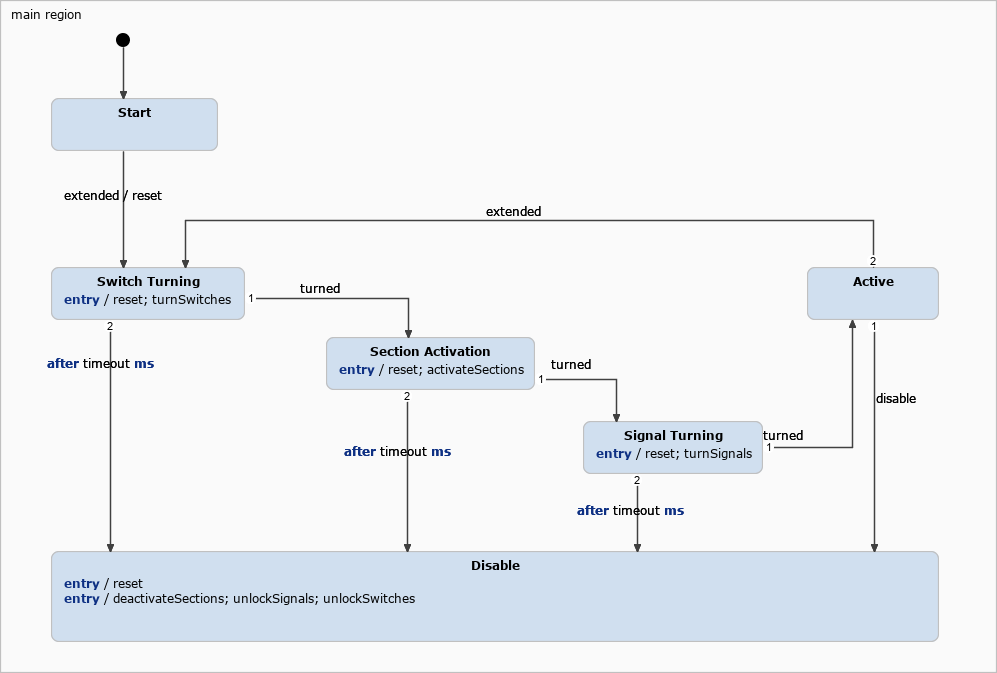 main region
Start
extended / reset
extended
Switch Turning
entry / reset; turnSwitches
1
turned
2
after timeout ms
Section Activation
entry / reset; activateSections
1
turned
2
after timeout ms
Signal Turning
entry / reset; turnSignals
1
turned
2
after timeout ms
2
Active
1
disable
Disable
entry / reset
entry / deactivateSections; unlockSignals; unlockSwitches